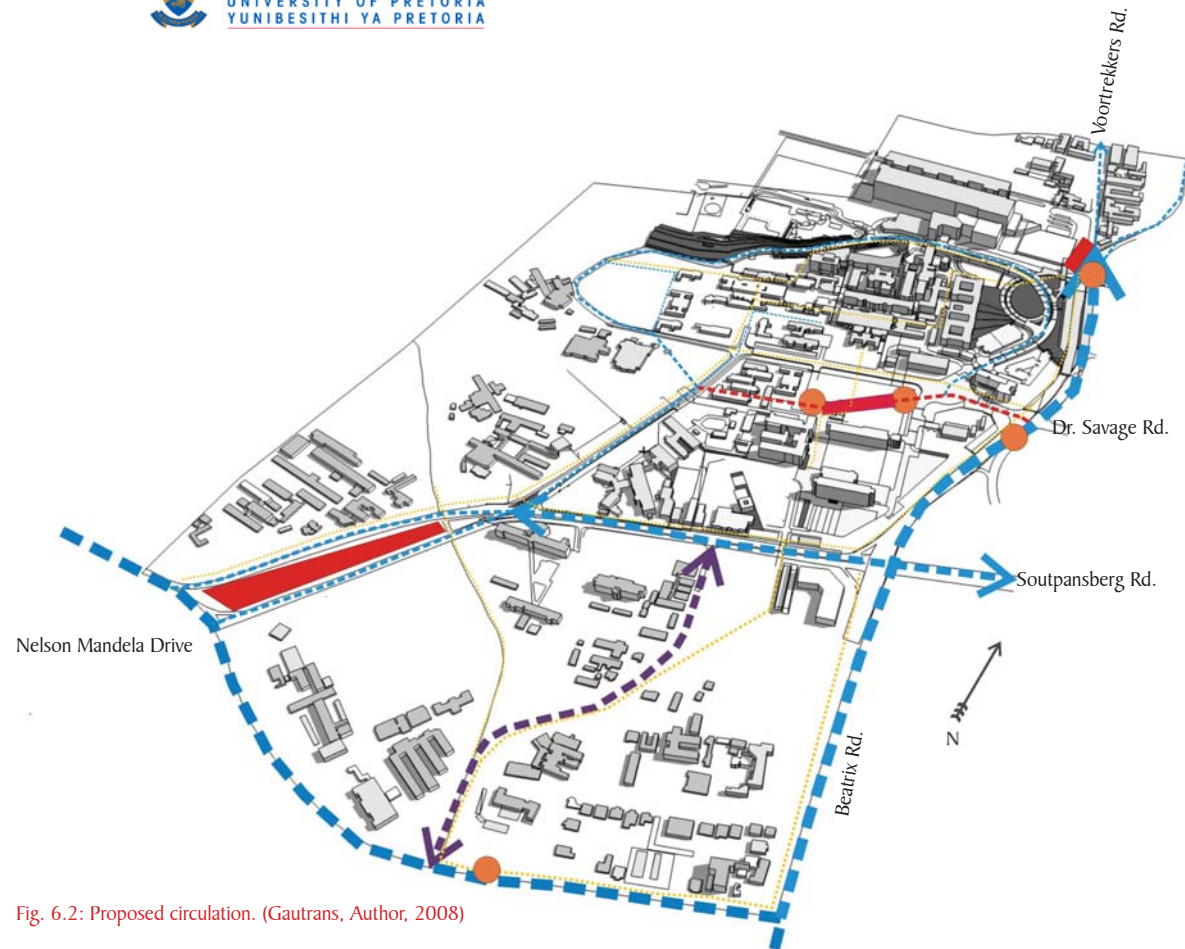 UNIVERSITY OF PRETORIA
YUNIBESITHI YA PRETORIA
Voortrekkers Rd.
Dr. Savage Rd.
Soutpansberg Rd.
Nelson Mandela Drive
N
Beatrix Rd.
Fig. 6.2: Proposed circulation. (Gautrans, Author, 2008)